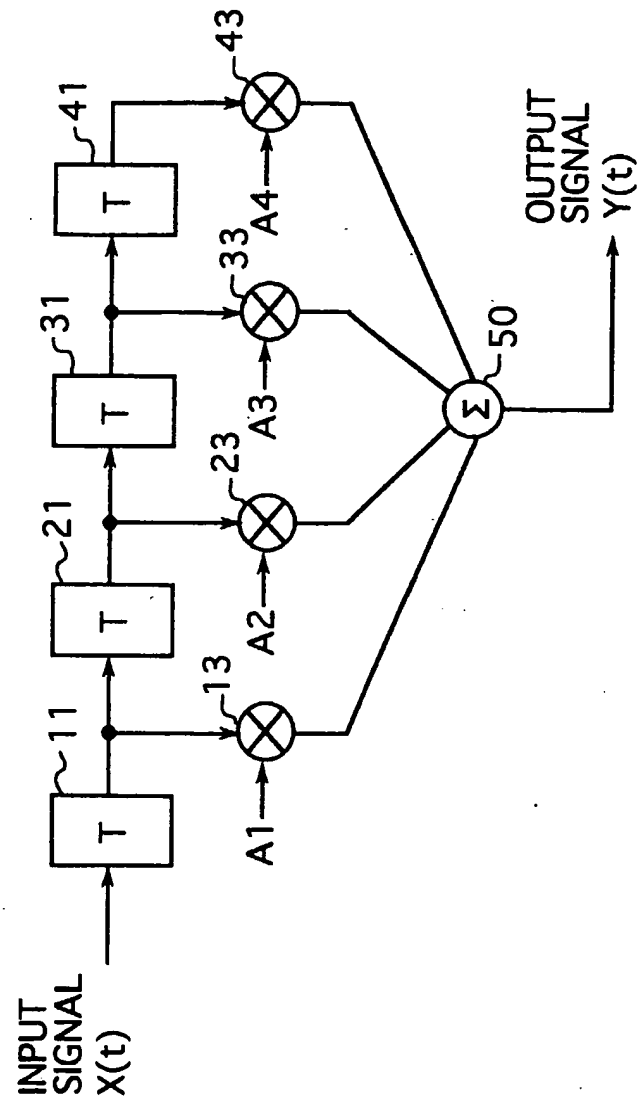 INPUT
SIGNAL
X(t)
T
11
T
21
T
31
T
41
A1
13
A2
23
A3
33
A4
43
Σ
50
OUTPUT
SIGNAL
Y(t)